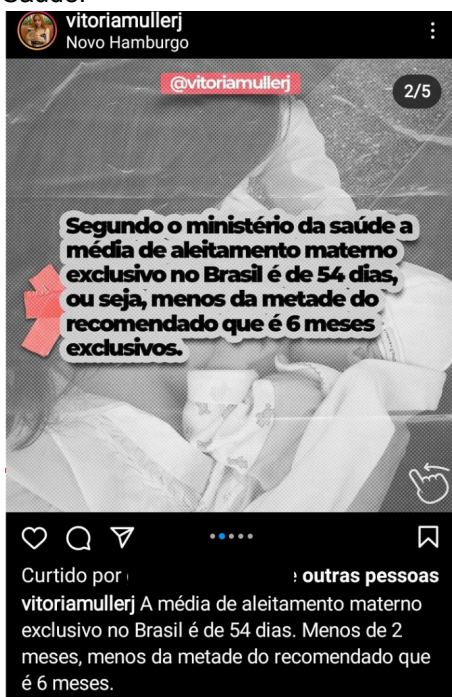 Saúde.
vitoriamullerj
Novo Hamburgo
@vitoriamullerj
2/5
Segundo o ministério da saúde a
média de aleitamento materno
exclusivo no Brasil é de 54 dias,
ou seja, menos da metade do
recomendado que é 6 meses
exclusivos.
Curtido por e outras pessoas
vitoriamullerj A média de aleitamento materno
exclusivo no Brasil é de 54 dias. Menos de 2
meses, menos da metade do recomendado que
é 6 meses.